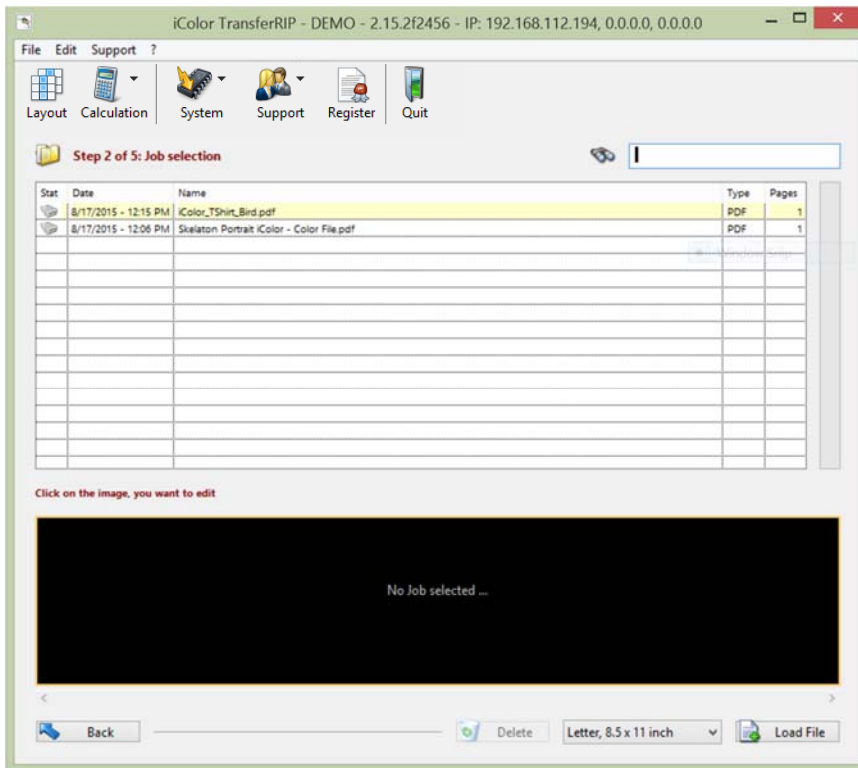 iColor TransferRIP - DEMO - 2.15.2f2456 - IP: 192.168.112.194, 0.0.0.0, 0.0.0.0
File Edit Support ?
Layout Calculation System Support Register Quit
Step 2 of 5: Job selection
Stat Date Name Type Pages
8/17/2015 - 12:15 PM iColor_TShirt_Bird.pdf PDF 1
8/17/2015 - 12:06 PM Skelaton Portrait iColor - Color File.pdf PDF 1
Window Snip
Click on the image, you want to edit
No Job selected ...
Back Delete Letter, 8.5 x 11 inch Load File